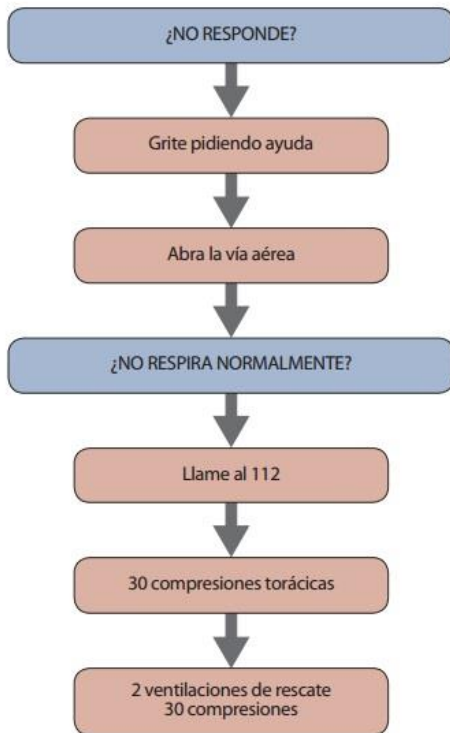 ¿NO RESPONDE?
Grite pidiendo ayuda
Abra la vía aérea
¿NO RESPIRA NORMALMENTE?
Llame al 112
30 compresiones torácicas
2 ventilaciones de rescate
30 compresiones